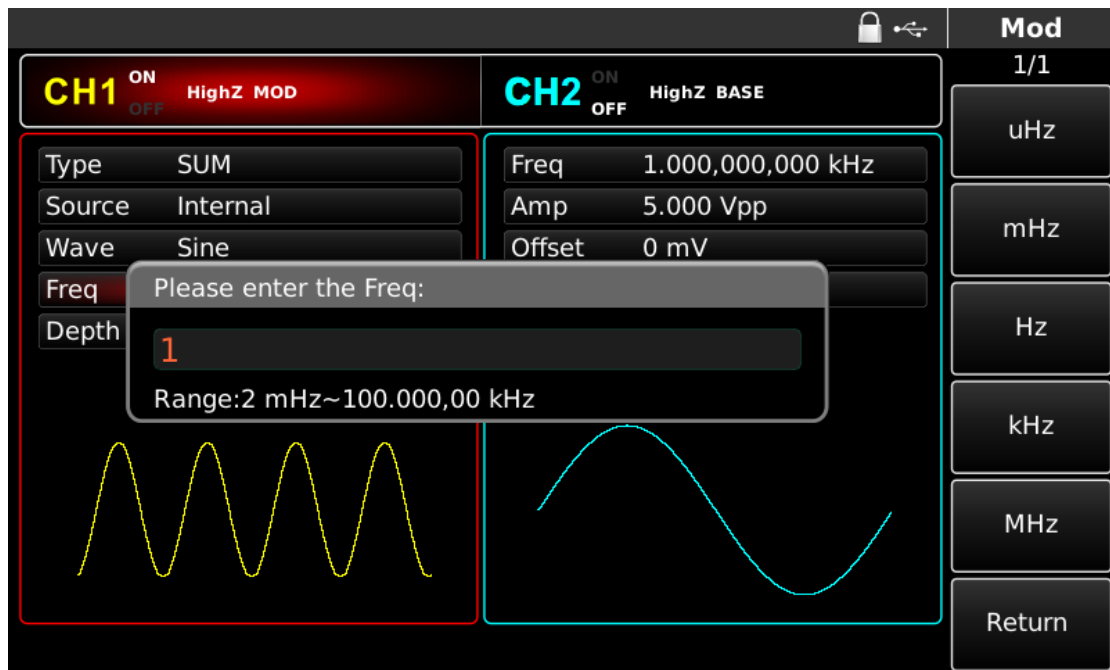 Mod
1/1
CH1 ON OFF HighZ MOD
CH2 ON OFF HighZ BASE
Type SUM
Source Internal
Wave Sine
Freq
Depth
Freq 1.000,000,000 kHz
Amp 5.000 Vpp
Offset 0 mV
Please enter the Freq:
1
Range:2 mHz~100.000,00 kHz
uHz
mHz
Hz
kHz
MHz
Return